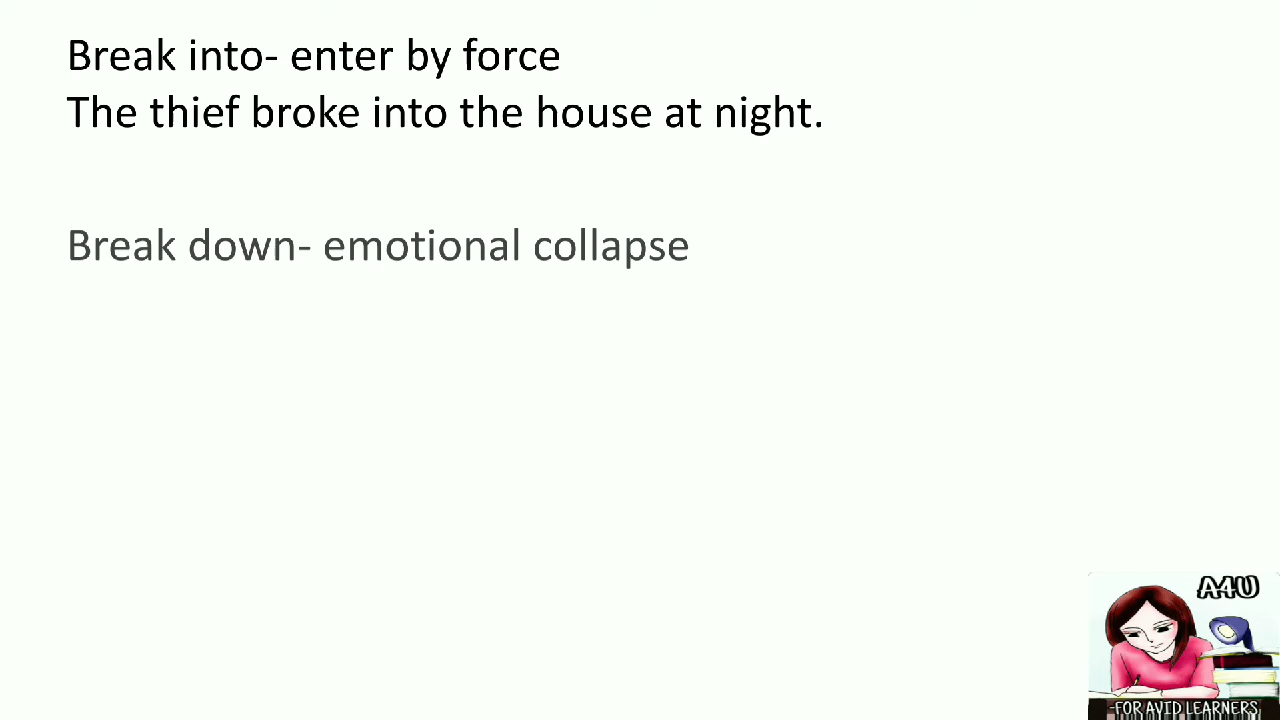 Break into- enter by force
The thief broke into the house at night.
Break down- emotional collapse
A4U
-FOR AVID LEARNERS